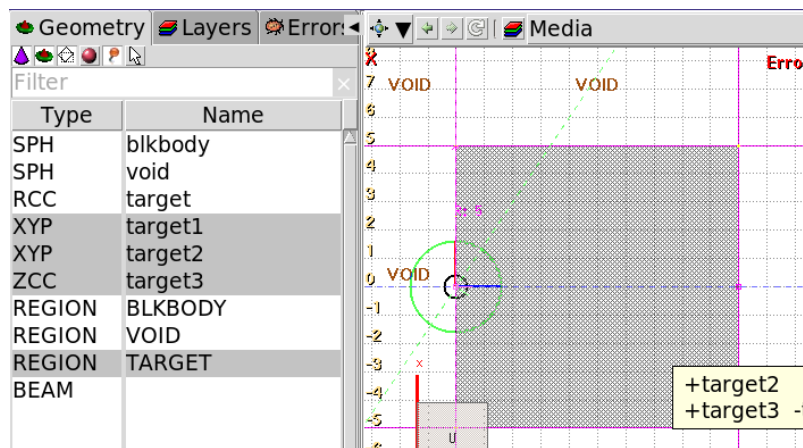 Geometry Layers Errors
Media
Filter
Type Name
SPH blkbody
SPH void
RCC target
XYP target1
XYP target2
ZCC target3
REGION BLKBODY
REGION VOID
REGION TARGET
BEAM
X
Erro
7
VOID VOID
6
5
4
3
2
5
1
0
VOID
-1
-2
-3
x
-4
+target2
+target3 -
-5
U